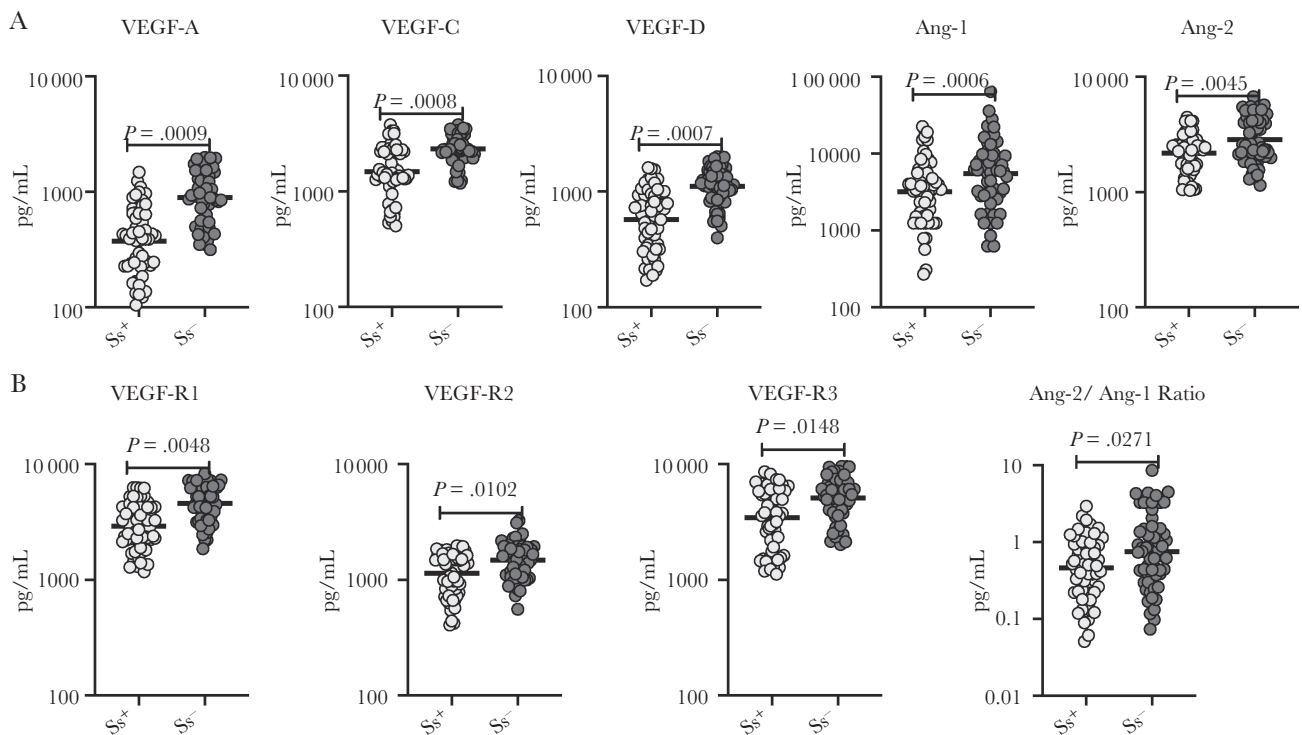 A
VEGF-A
VEGF-C
VEGF-D
Ang-1
Ang-2
10 000
1000
100
pg/mL
P = .0009
Ss+
Ss−
10 000
1000
100
pg/mL
P = .0008
Ss+
Ss−
10 000
1000
100
pg/mL
P = .0007
Ss+
Ss−
1 00 000
10000
1000
100
pg/mL
P = .0006
Ss+
Ss−
10 000
1000
100
pg/mL
P = .0045
Ss+
Ss−
B
VEGF-R1
VEGF-R2
VEGF-R3
Ang-2/ Ang-1 Ratio
10 000
1000
100
pg/mL
P = .0048
Ss+
Ss−
10 000
1000
100
pg/mL
P = .0102
Ss+
Ss−
10 000
1000
100
pg/mL
P = .0148
Ss+
Ss−
10
1
0.1
0.01
pg/mL
P = .0271
Ss+
Ss−